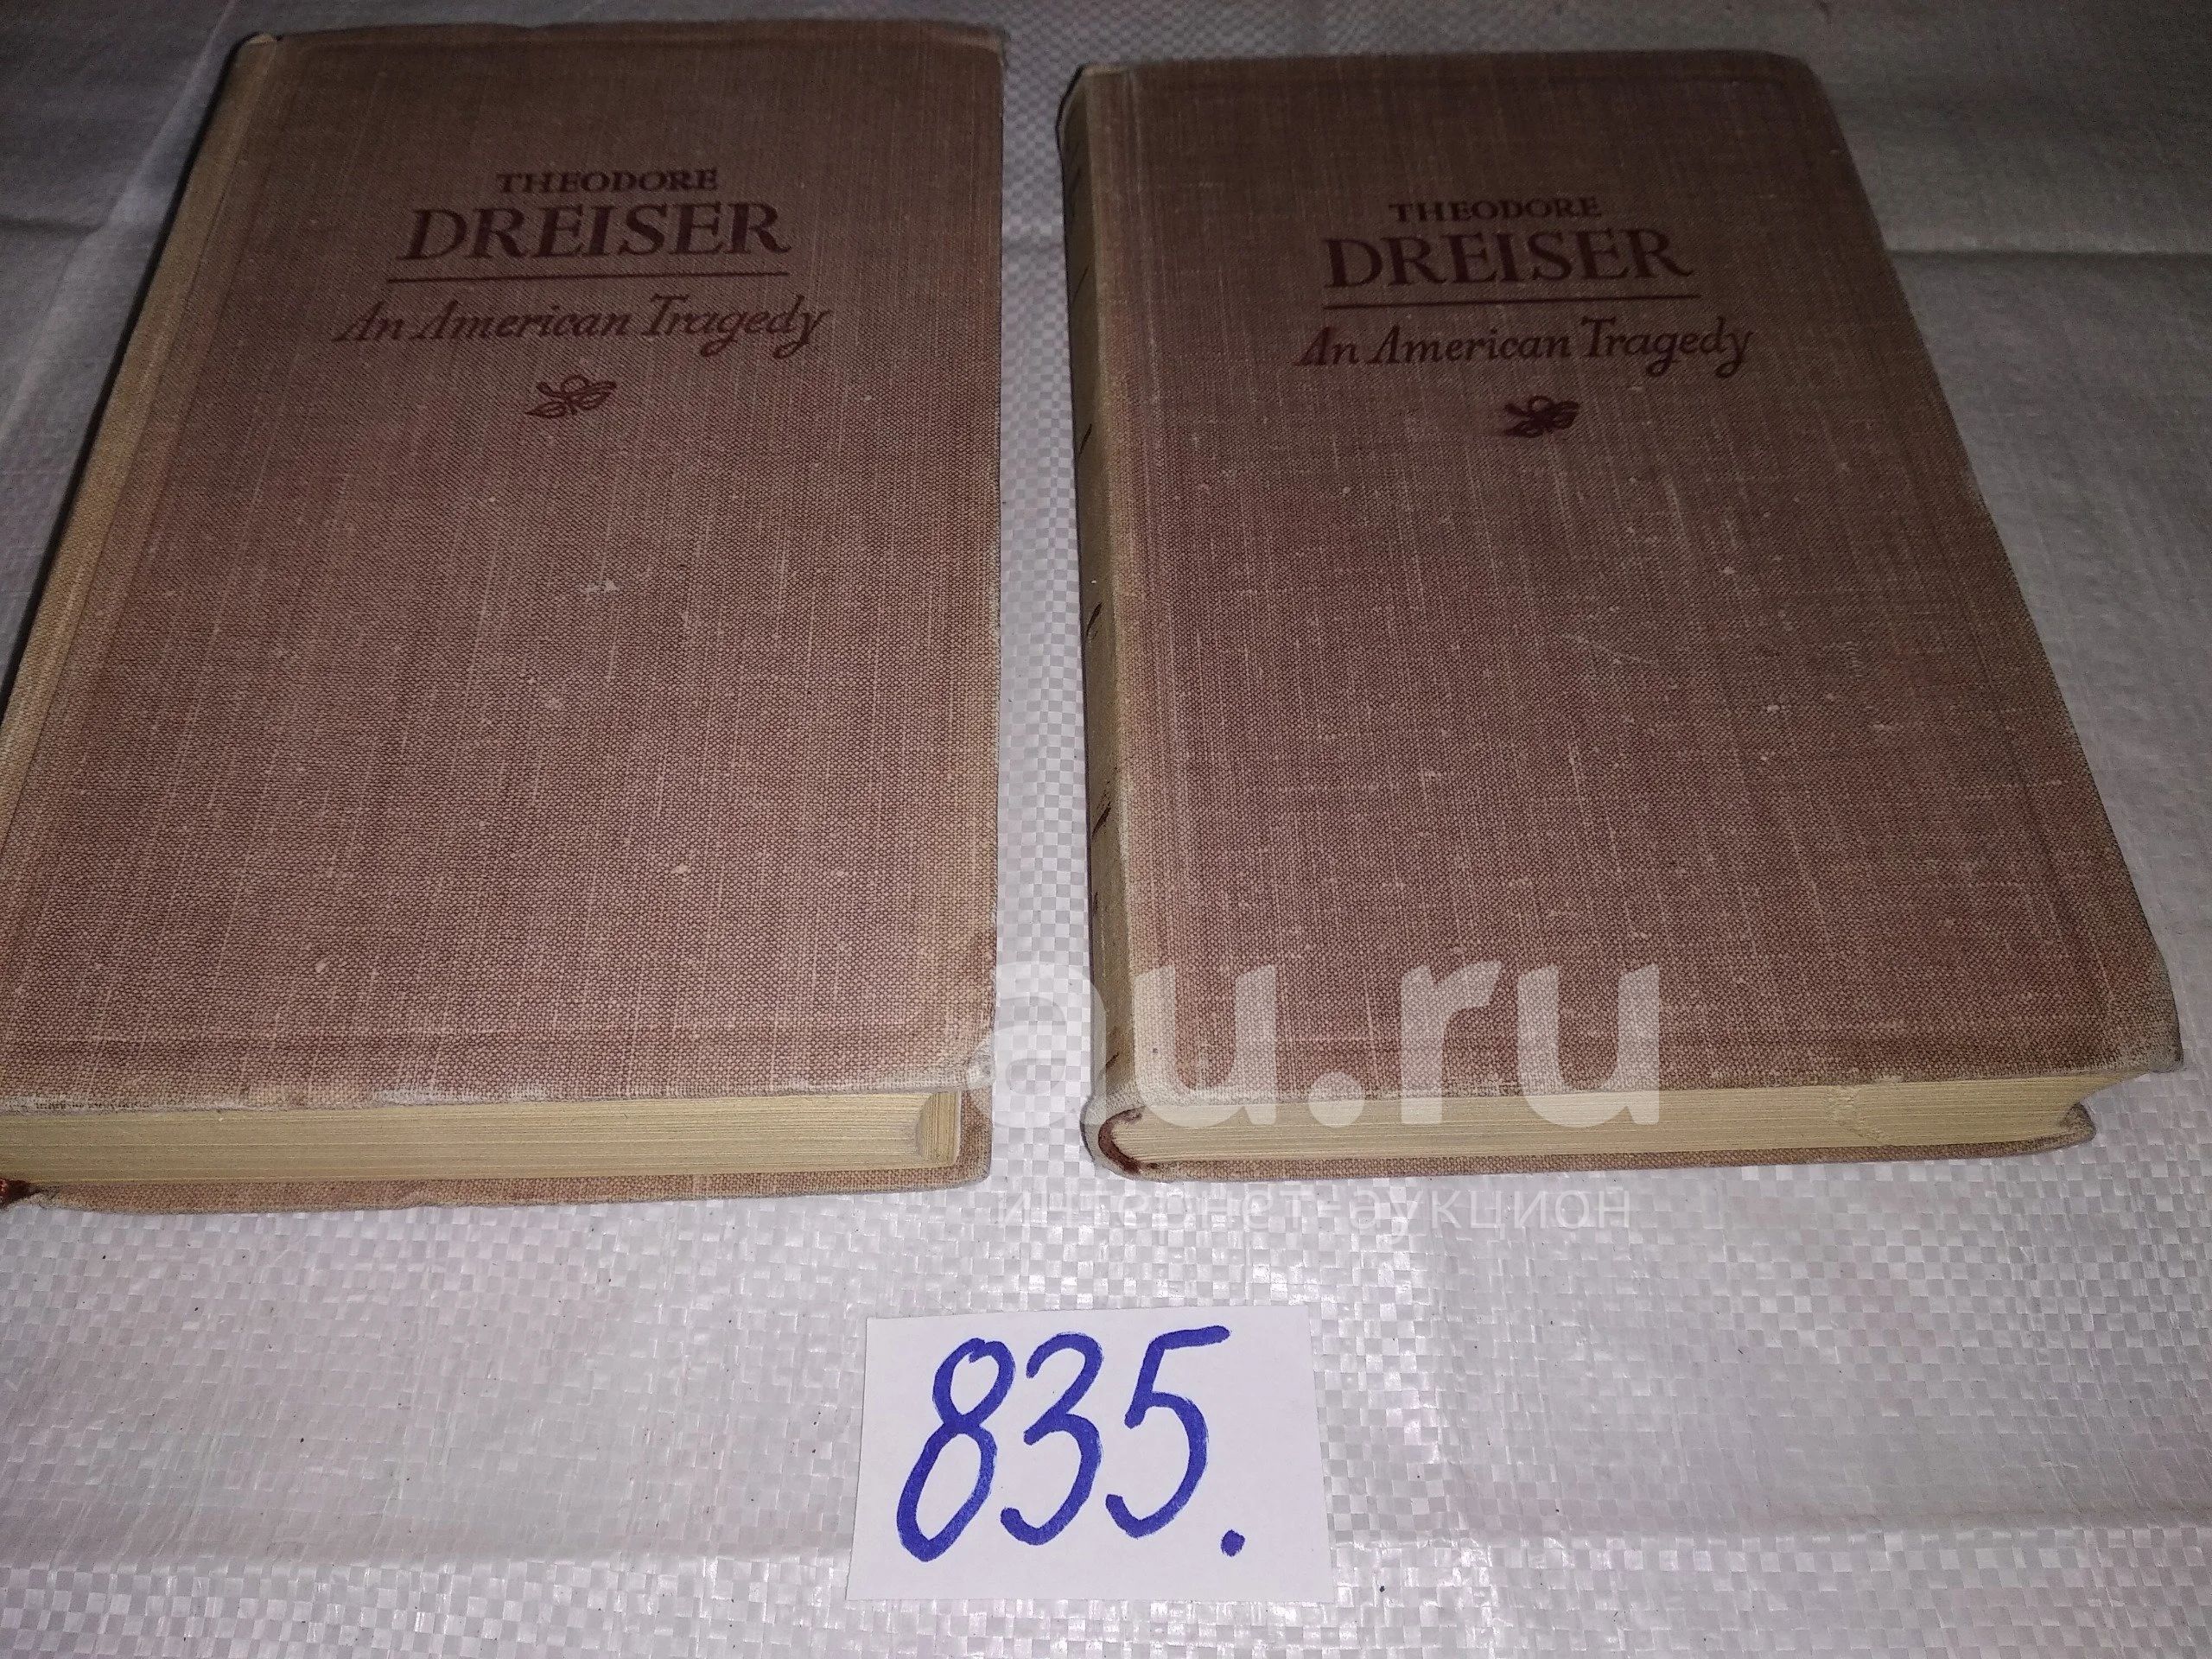 THEODORE
DREISER
An American Tragedy
THEODORE
DREISER
An American Tragedy
au.ru
интернет-аукцион
835.